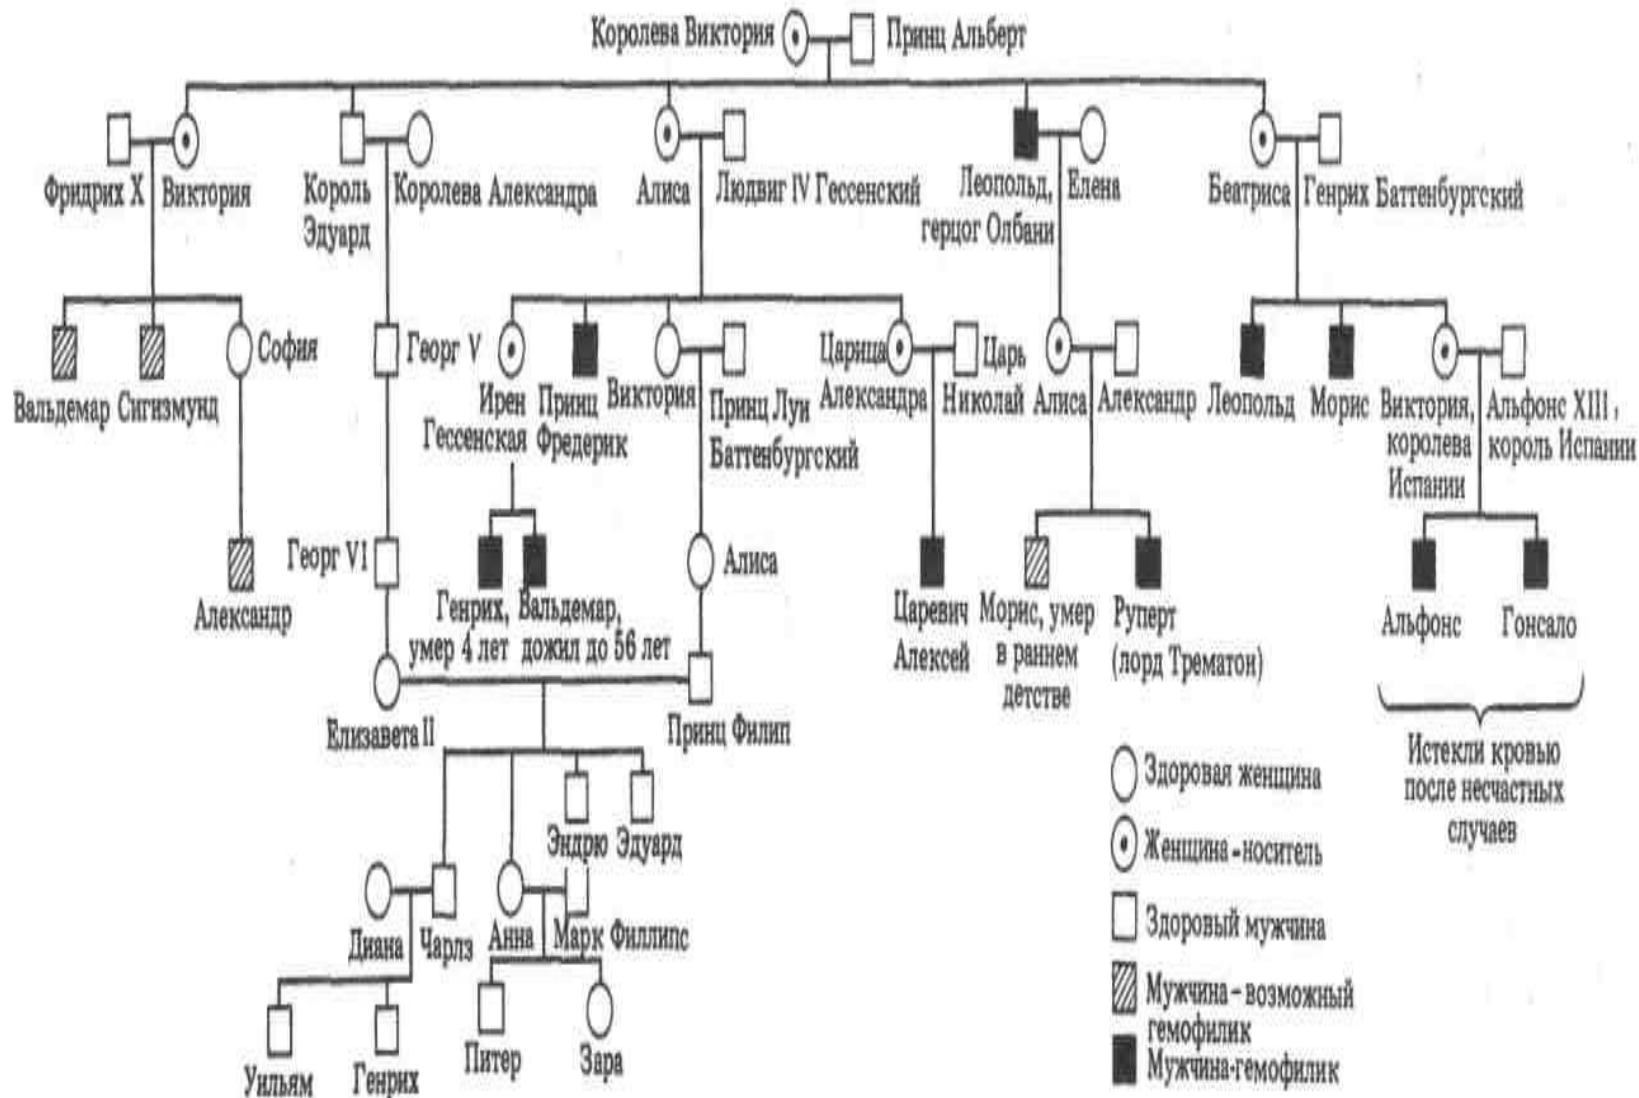 Королева Виктория
Принц Альберт
Фридрих X
Виктория
Король
Эдуард
Королева Александра
Алиса
Людвиг IV Гессенский
Леопольд,
герцог Олбани
Елена
Беатриса
Генрих Баттенбургский
Вальдемар
Сигизмунд
София
Георг V
Ирен
Гессенская
Принц
Фредерик
Виктория
Принц Луи
Баттенбургский
Царица
Александра
Царь
Николай
Алиса
Александр
Леопольд
Морис
Виктория,
королева
Испании
Альфонс XIII,
король Испании
Александр
Георг VI
Генрих,
умер 4 лет
Вальдемар,
дожил до 56 лет
Алиса
Царевич
Алексей
Морис, умер
в раннем
детстве
Руперт
(лорд Трематон)
Альфонс
Гонсало
Истекли кровью
после несчастных
случаев
Елизавета II
Принц Филип
Эндрю
Эдуард
Диана
Чарлз
Анна
Марк Филлипс
Уильям
Генрих
Питер
Зара
Здоровая женщина
Женщина-носитель
Здоровый мужчина
Мужчина-возможный
гемофилик
Мужчина-гемофилик